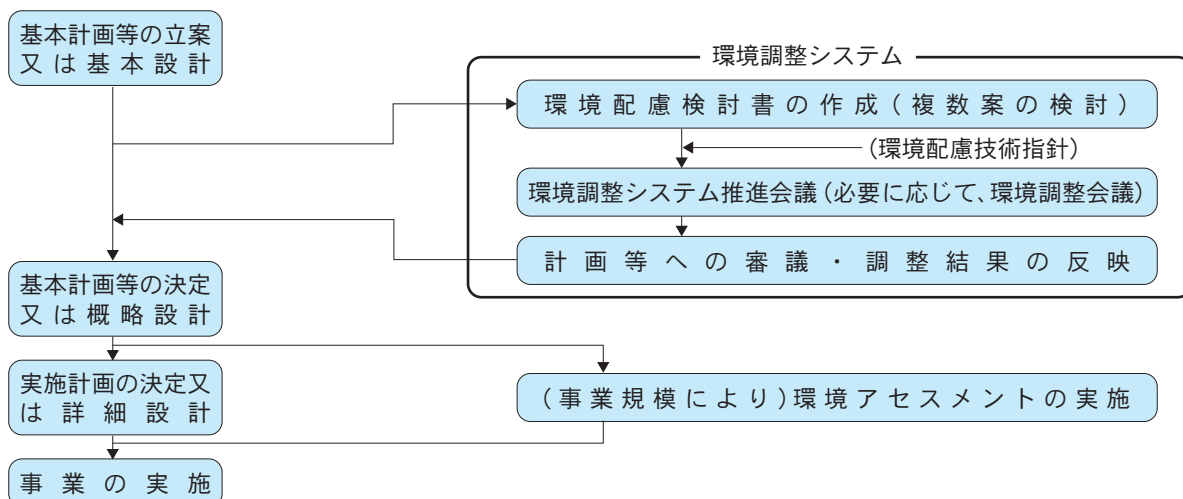 基本計画等の立案
又は基本設計
環境調整システム
環境配慮検討書の作成（複数案の検討）
（環境配慮技術指針）
環境調整システム推進会議（必要に応じて、環境調整会議）
計画等への審議・調整結果の反映
基本計画等の決定
又は概略設計
実施計画の決定又
は詳細設計
（事業規模により）環境アセスメントの実施
事業の実施